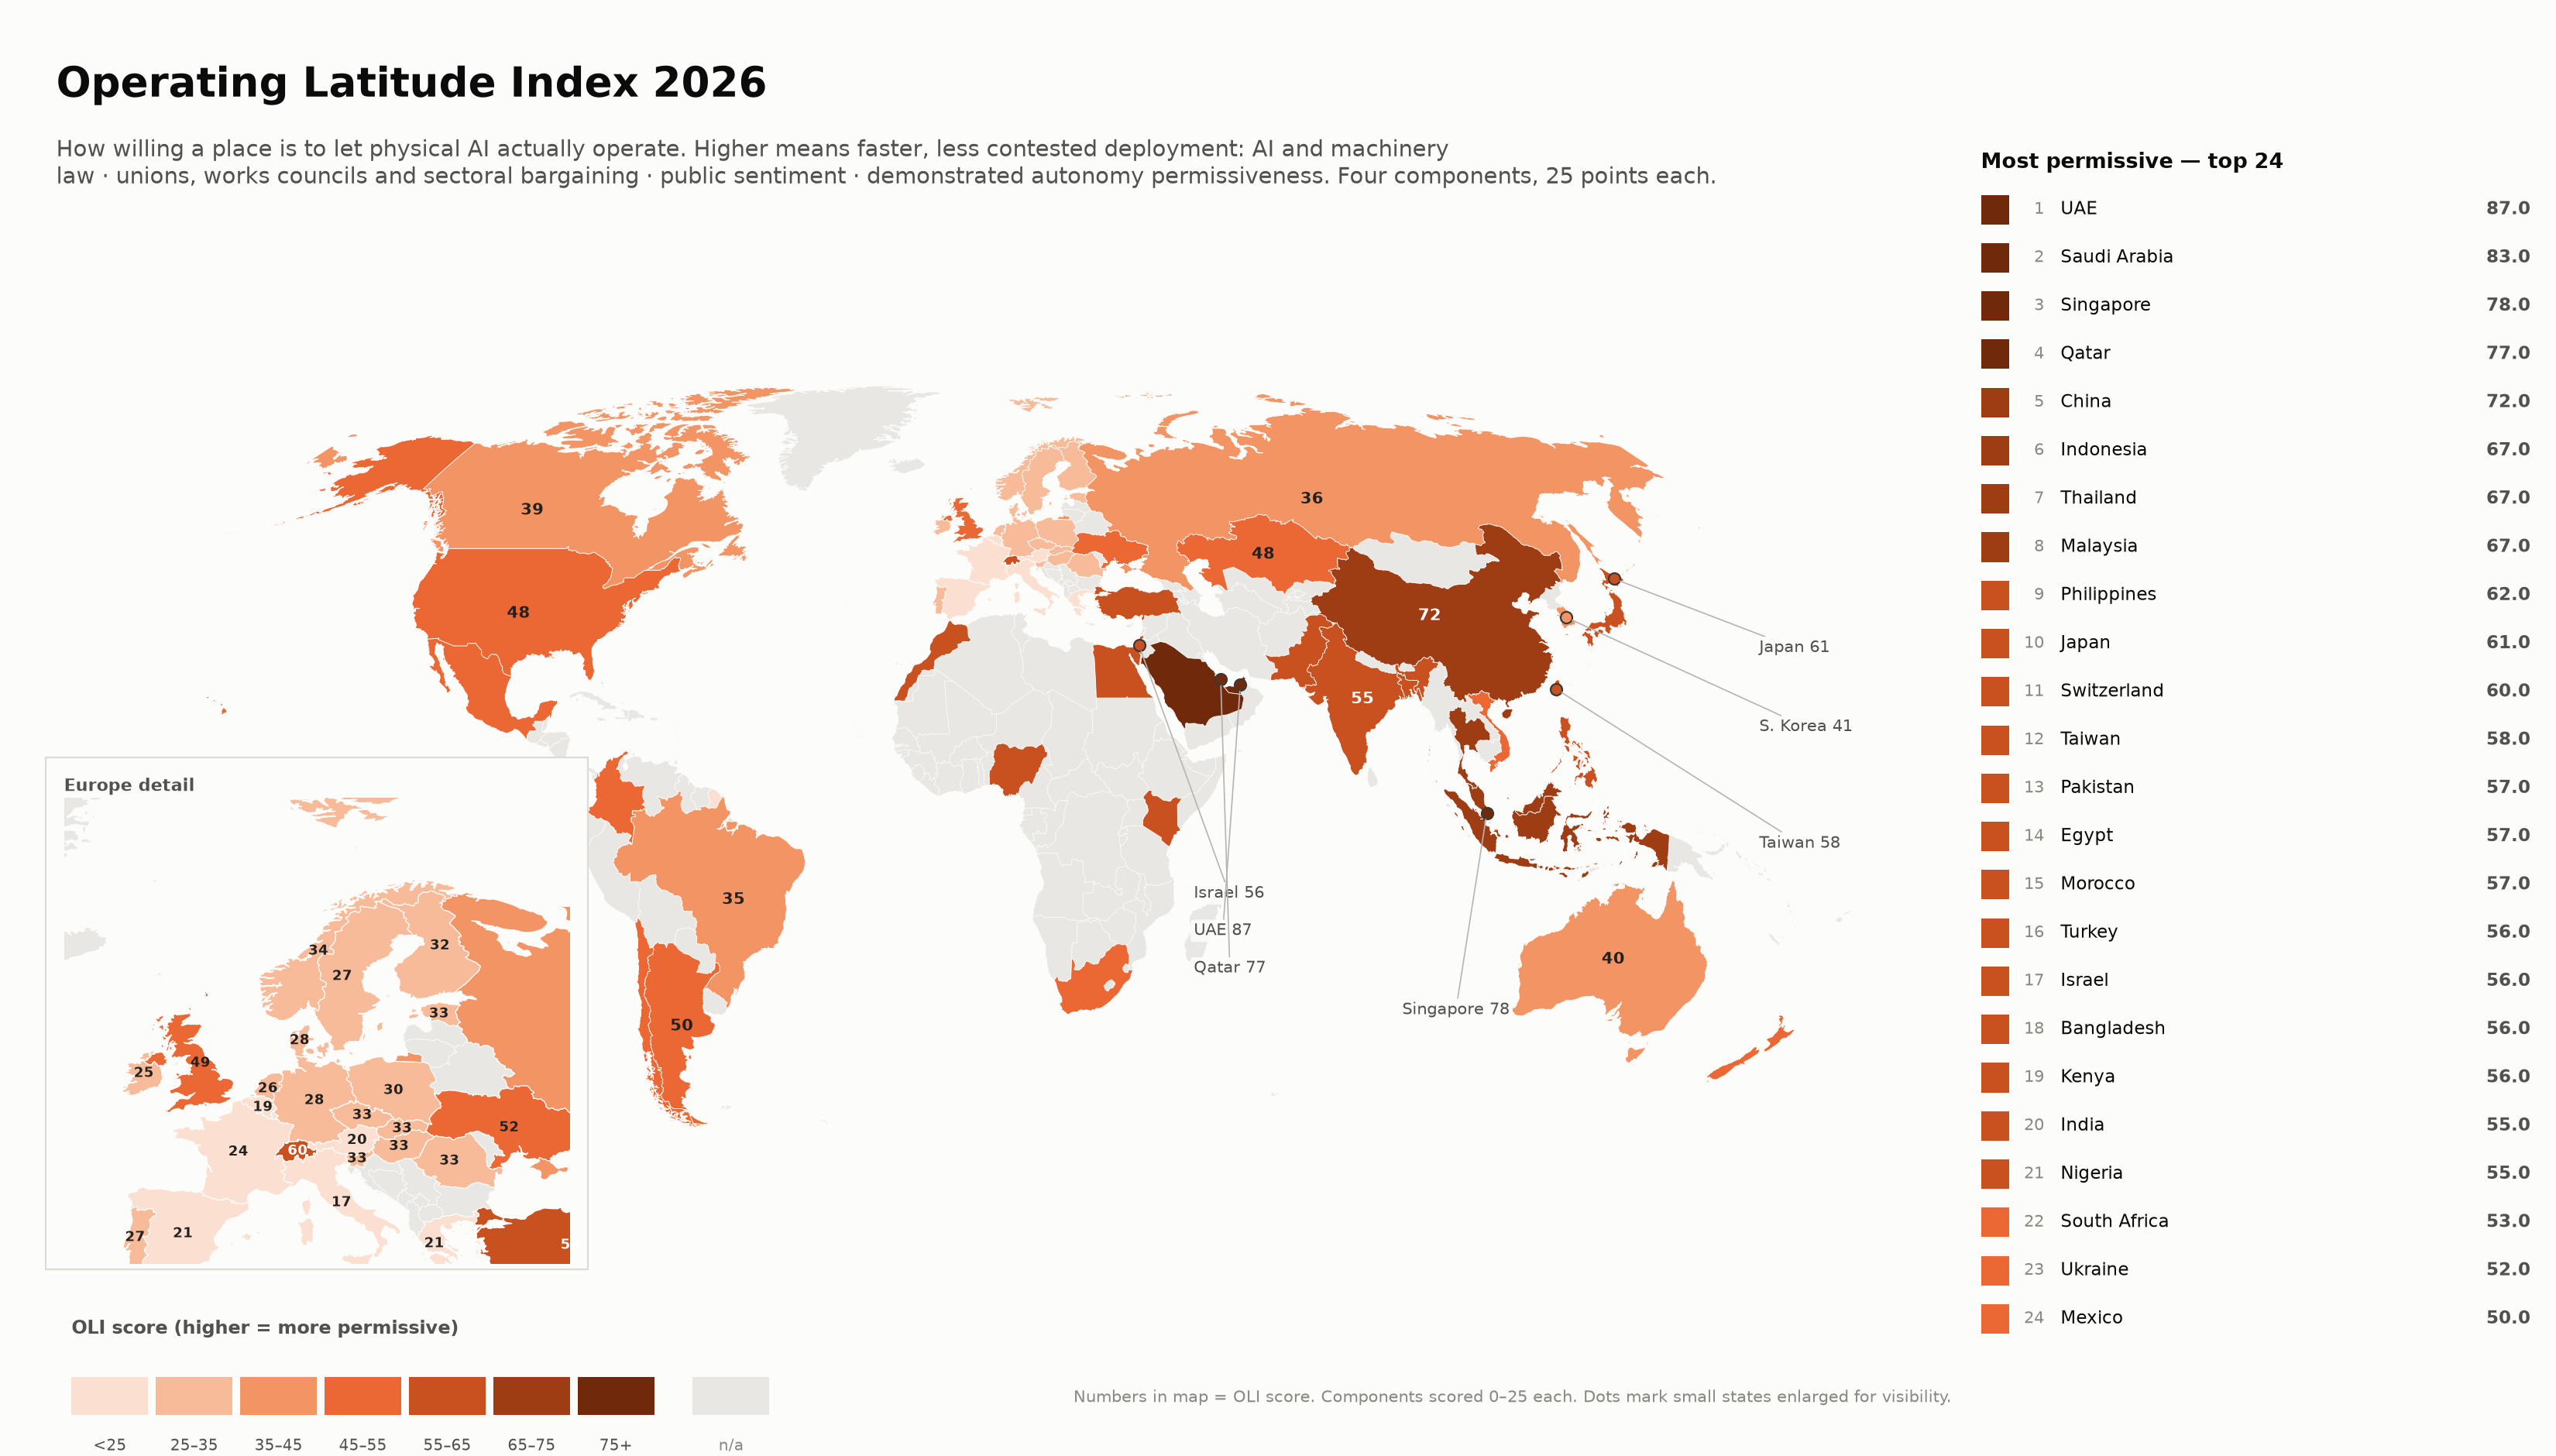 Operating Latitude Index 2026
How willing a place is to let physical AI actually operate. Higher means faster, less contested deployment: AI and machinery
law · unions, works councils and sectoral bargaining · public sentiment · demonstrated autonomy permissiveness. Four components, 25 points each.
Most permissive — top 24
1 UAE 87.0
2 Saudi Arabia 83.0
3 Singapore 78.0
4 Qatar 77.0
5 China 72.0
6 Indonesia 67.0
7 Thailand 67.0
8 Malaysia 67.0
9 Philippines 62.0
10 Japan 61.0
11 Switzerland 60.0
12 Taiwan 58.0
13 Pakistan 57.0
14 Egypt 57.0
15 Morocco 57.0
16 Turkey 56.0
17 Israel 56.0
18 Bangladesh 56.0
19 Kenya 56.0
20 India 55.0
21 Nigeria 55.0
22 South Africa 53.0
23 Ukraine 52.0
24 Mexico 50.0
39
36
48
48
72
55
35
50
40
Japan 61
S. Korea 41
Taiwan 58
Israel 56
UAE 87
Qatar 77
Singapore 78
Europe detail
34
32
27
33
28
49
25
26
30
19
28
33
52
33
20
33
24
60
33
33
17
27
21
21
5
OLI score (higher = more permissive)
<25
25–35
35–45
45–55
55–65
65–75
75+
n/a
Numbers in map = OLI score. Components scored 0–25 each. Dots mark small states enlarged for visibility.